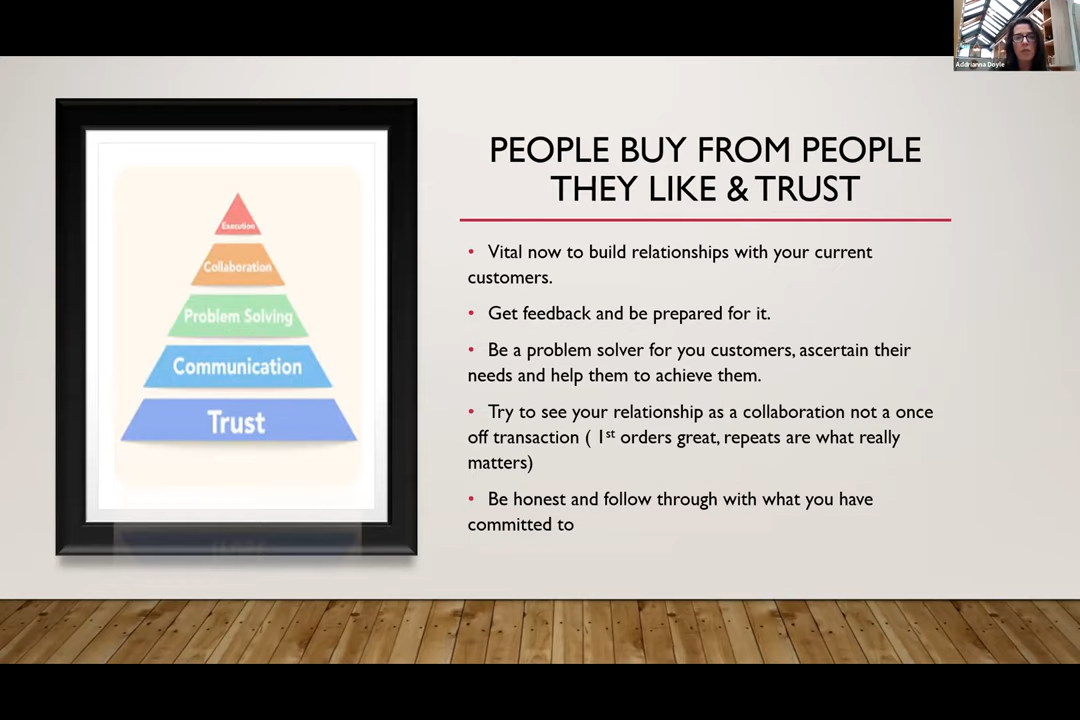 Addrianna Doyle
PEOPLE BUY FROM PEOPLE
THEY LIKE & TRUST
Execution
Collaboration
Problem Solving
Communication
Trust
• Vital now to build relationships with your current
customers.
• Get feedback and be prepared for it.
• Be a problem solver for you customers, ascertain their
needs and help them to achieve them.
• Try to see your relationship as a collaboration not a once
off transaction ( 1st orders great, repeats are what really
matters)
• Be honest and follow through with what you have
committed to